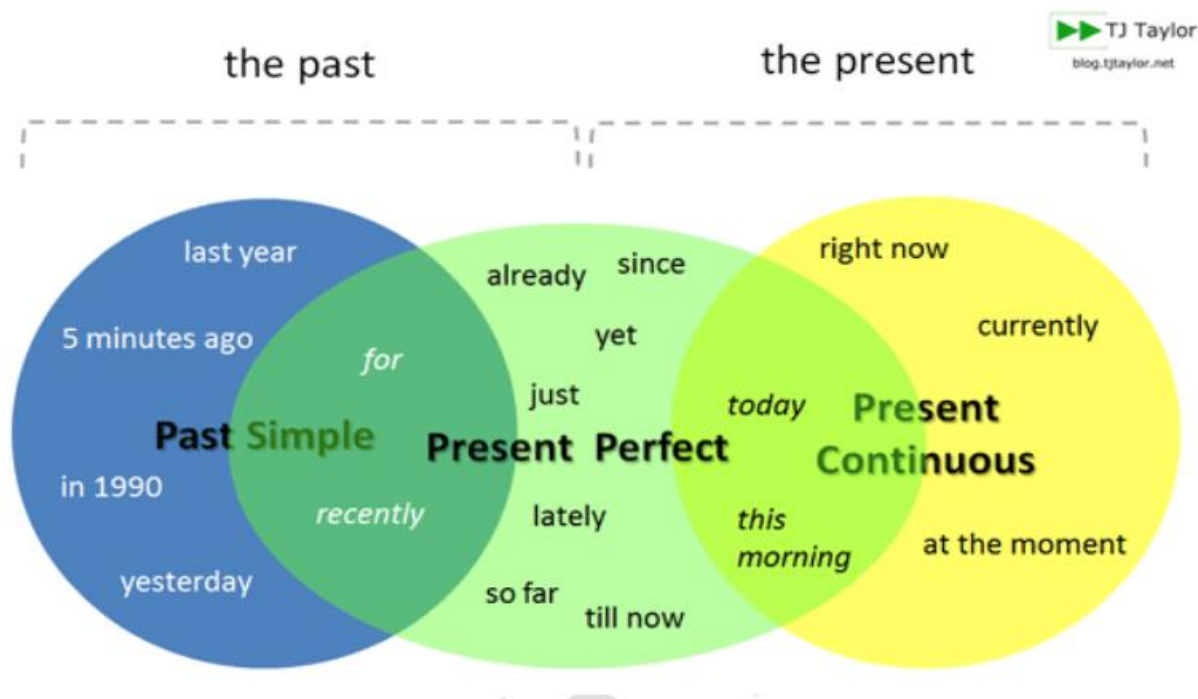 TJ Taylor
blog.tjtaylor.net
the past
the present
last year
5 minutes ago
Past Simple
in 1990
yesterday
for
recently
already
since
yet
just
Present Perfect
lately
so far
till now
today
this
morning
right now
currently
Present
Continuous
at the moment